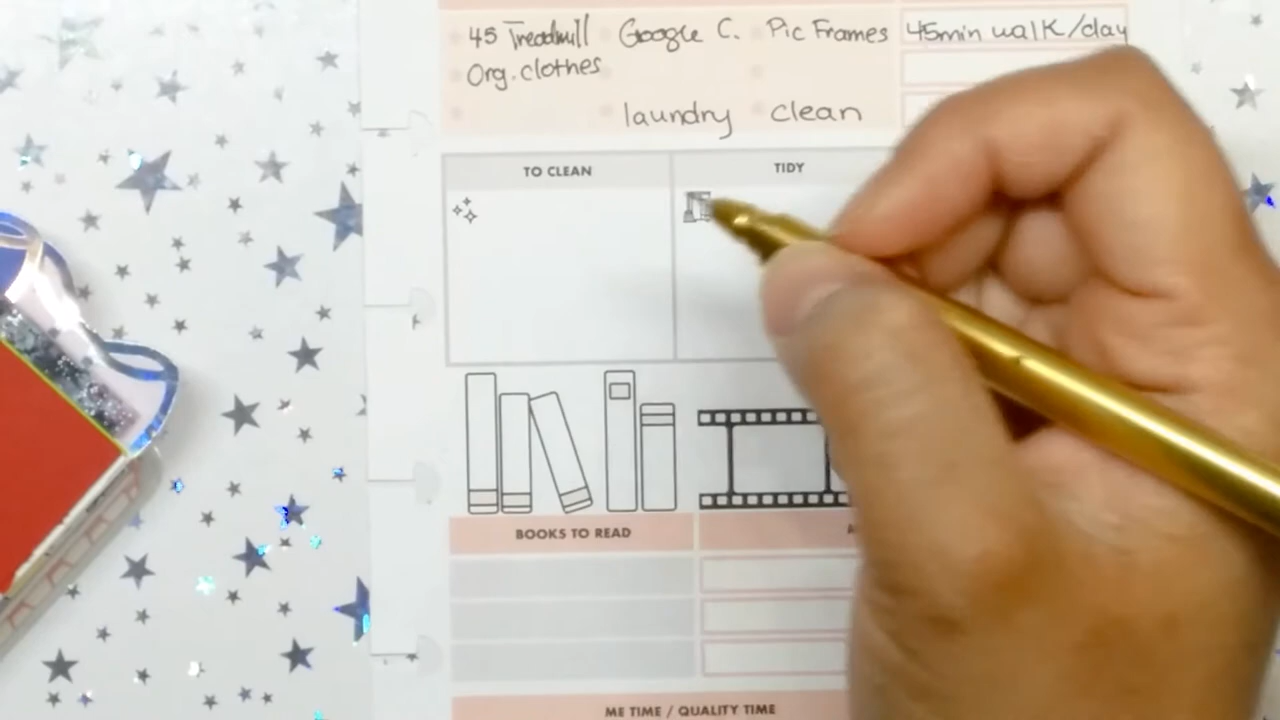 45 Treadmill Google C. Pic Frames 45min walk/day
Org. clothes
laundry clean
TO CLEAN TIDY
BOOKS TO READ
ME TIME / QUALITY TIME